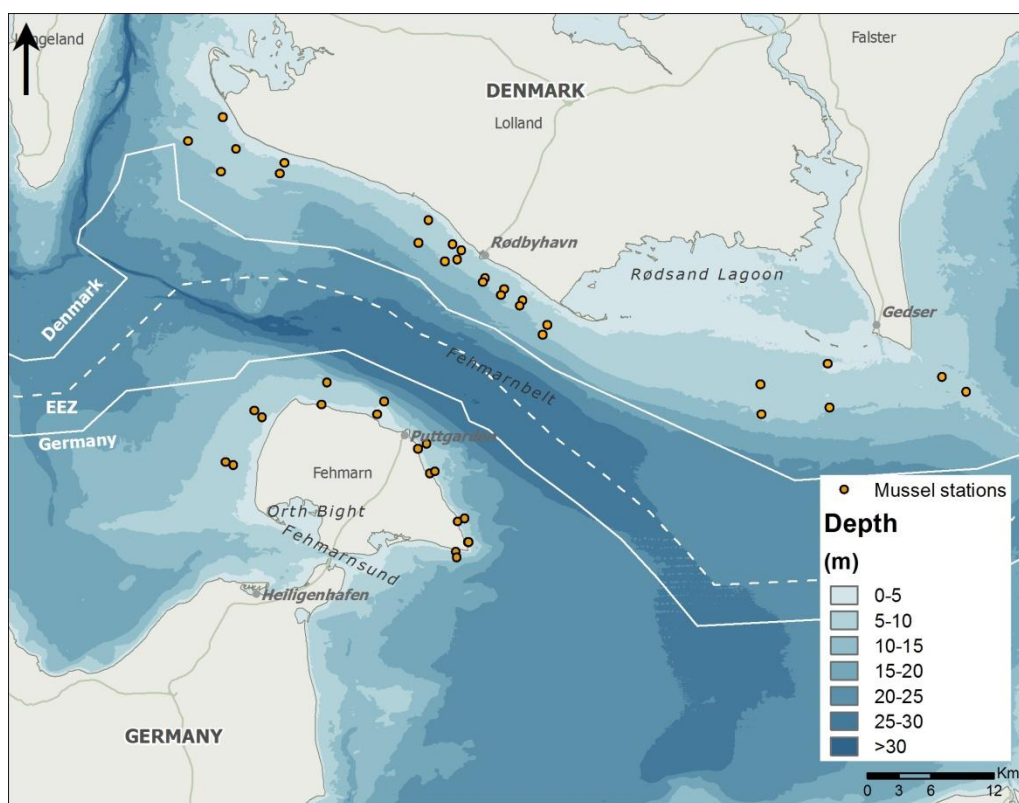 Langeland
Falster
DENMARK
Lolland
Rødbyhavn
Rødsand Lagoon
Gedser
Denmark
Fehmarnbelt
EEZ
Germany
Puttgarden
Fehmarn
Orth Bight
Fehmarnsund
Heiligenhafen
GERMANY
Mussel stations
Depth
(m)
0-5
5-10
10-15
15-20
20-25
25-30
>30
Km
0 3 6 12